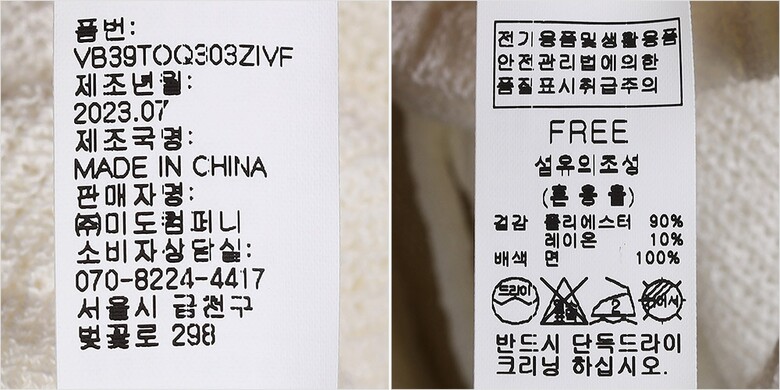 품번:
VB39TOQ303ZIVF
제조년월:
2023.07
제조국명:
MADE IN CHINA
판매자명:
㈜미도컴퍼니
소비자상담실:
070-8224-4417
서울시 금천구
벚꽃로 298
전기용품및생활용품
안전관리법에의한
품질표시취급주의
FREE
섬유의조성
(혼용율)
겉감 폴리에스터 90%
레이온 10%
배색 면 100%
드라이
2
반드시 단독드라이
크리닝 하십시오.